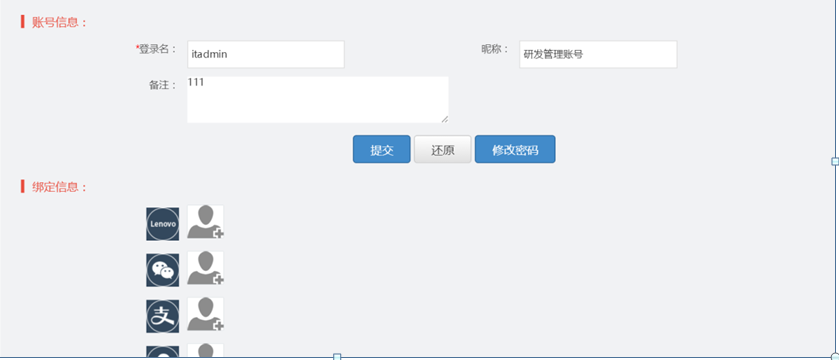 账号信息：
*登录名： itadmin 昵称： 研发管理账号
备注： 111
提交 还原 修改密码
绑定信息：
Lenovo
支